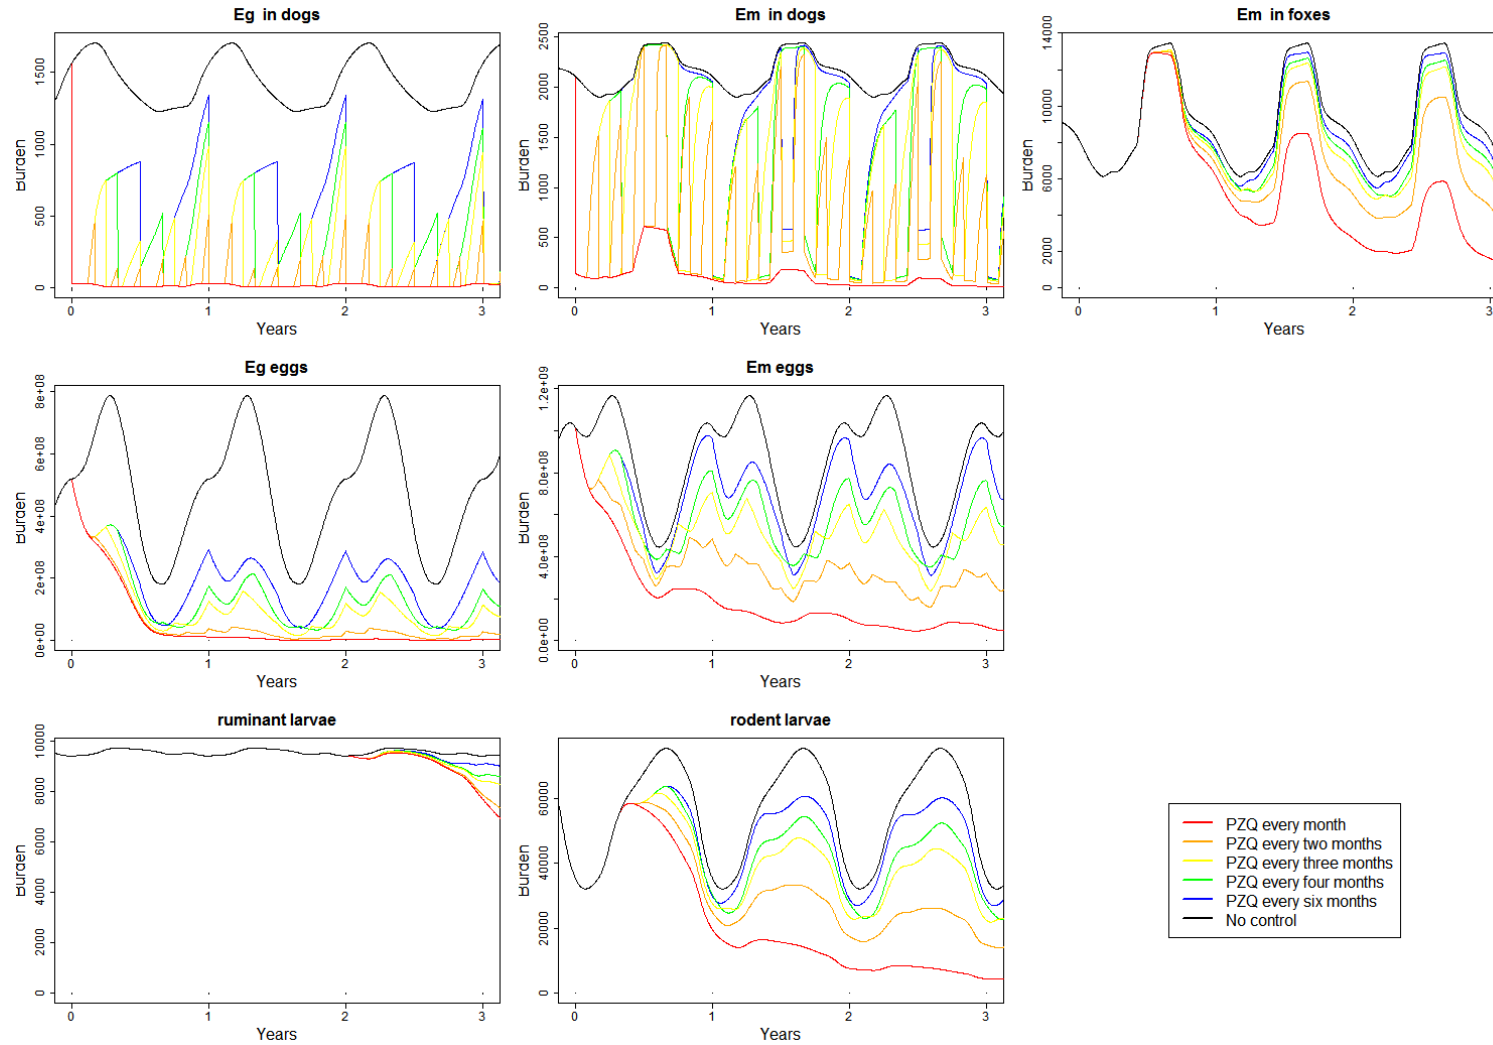 Eg in dogs
Em in dogs
Em in foxes
Burden
0 500 1000 1500
0 1 2 3
Years
Burden
0 500 1000 1500 2000 2500
0 1 2 3
Years
Burden
0 2000 6000 10000 14000
0 1 2 3
Years
Eg eggs
Em eggs
Burden
0e+00 2e+08 4e+08 6e+08 8e+08
0 1 2 3
Years
Burden
0.0e+00 4.0e+08 8.0e+08 1.2e+09
0 1 2 3
Years
ruminant larvae
rodent larvae
Burden
0 2000 4000 6000 8000 10000
0 1 2 3
Years
Burden
0 20000 40000 60000
0 1 2 3
Years
PZQ every month
PZQ every two months
PZQ every three months
PZQ every four months
PZQ every six months
No control